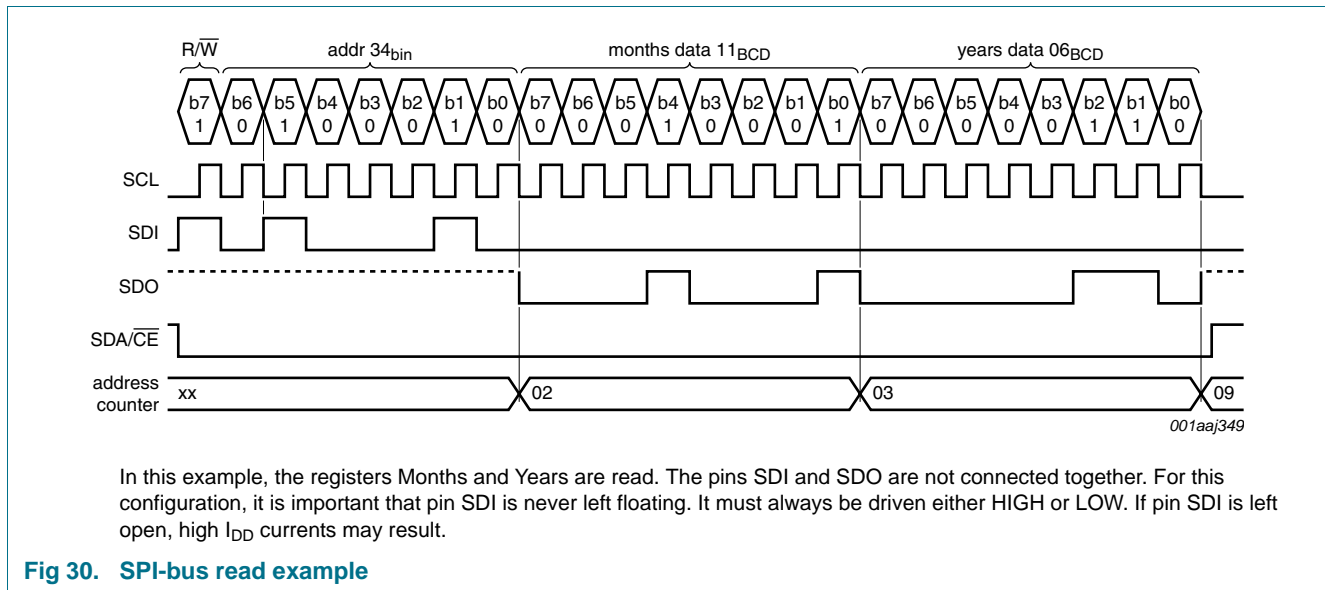 R/W addr 34bin months data 11BCD years data 06BCD
b7 b6 b5 b4 b3 b2 b1 b0 b7 b6 b5 b4 b3 b2 b1 b0 b7 b6 b5 b4 b3 b2 b1 b0
1 0 1 0 0 0 1 0 0 0 0 1 0 0 0 1 0 0 0 0 0 1 1 0
SCL
SDI
SDO
SDA/CE
address
counter
xx 02 03 09
001aaj349
In this example, the registers Months and Years are read. The pins SDI and SDO are not connected together. For this
configuration, it is important that pin SDI is never left floating. It must always be driven either HIGH or LOW. If pin SDI is left
open, high IDD currents may result.
Fig 30. SPI-bus read example